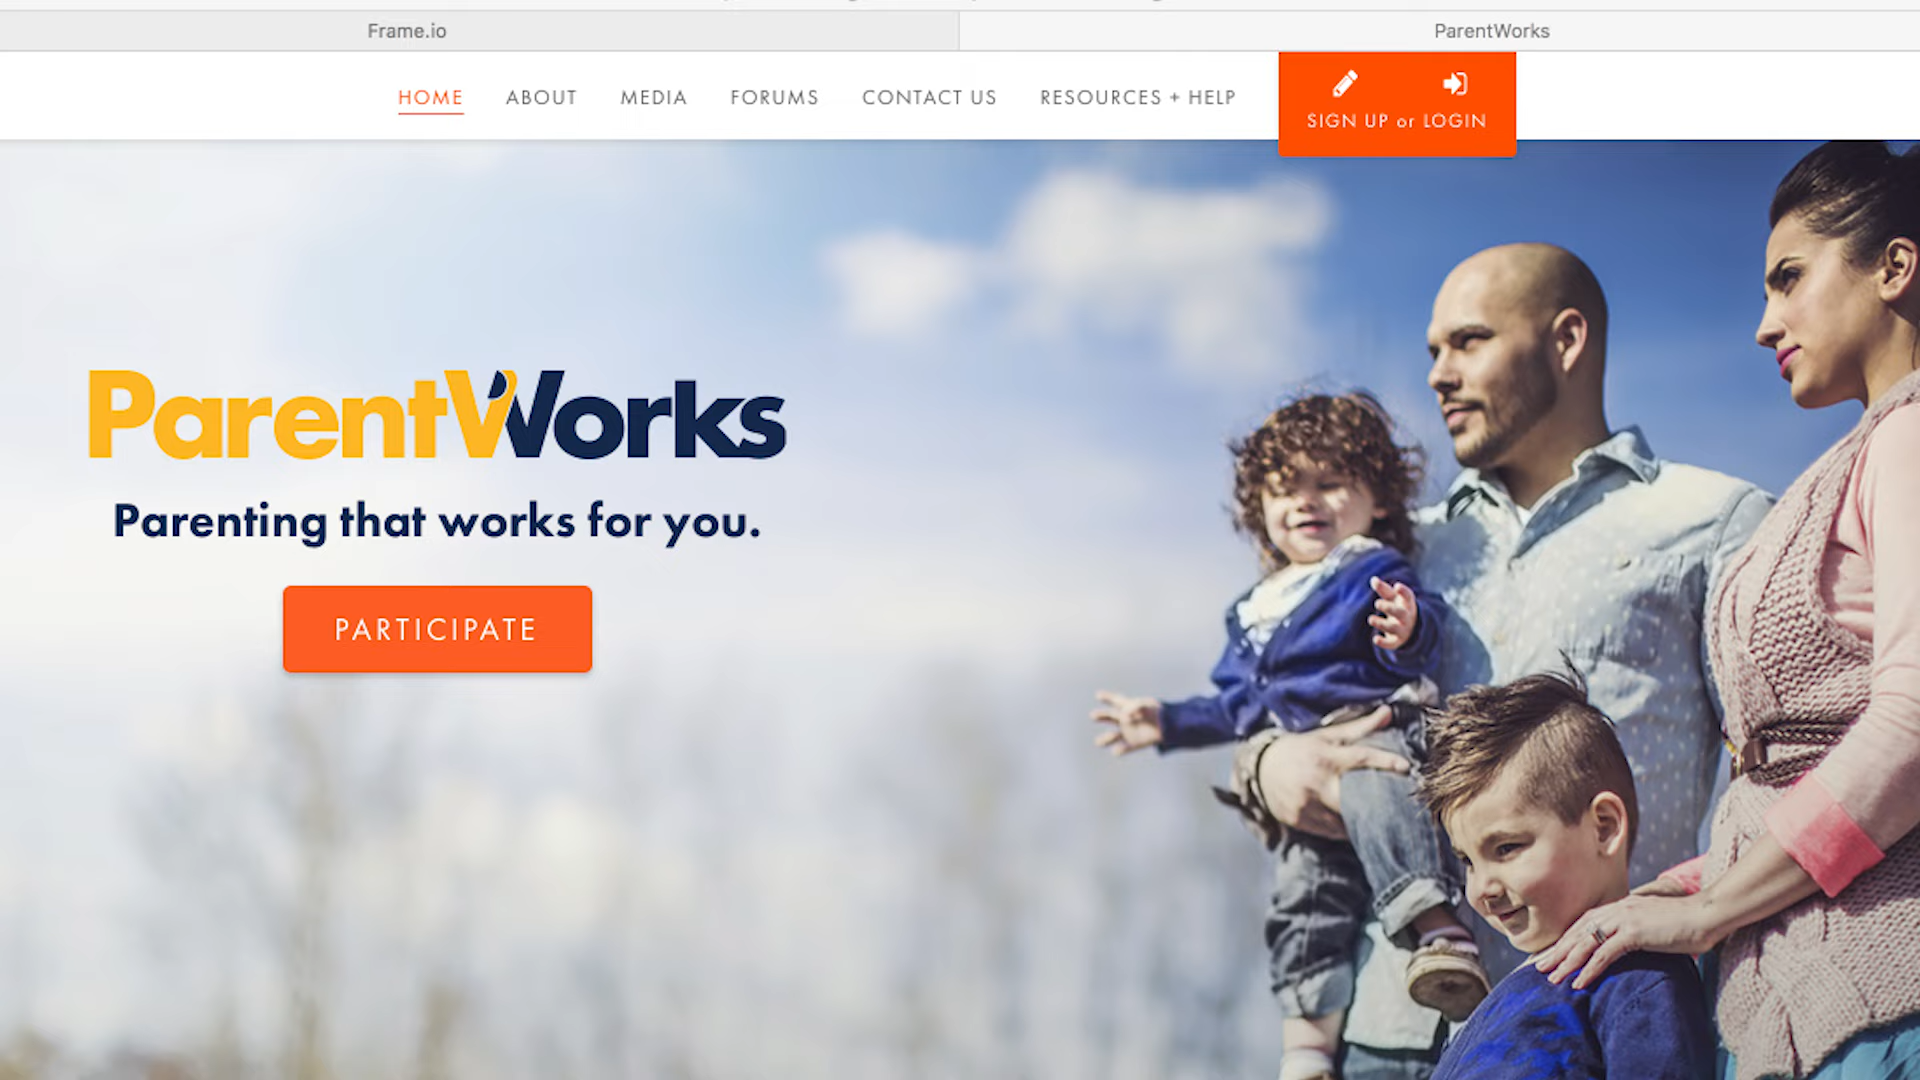 Frame.io
ParentWorks
HOME ABOUT MEDIA FORUMS CONTACT US RESOURCES + HELP
SIGN UP or LOGIN
ParentWorks
Parenting that works for you.
PARTICIPATE